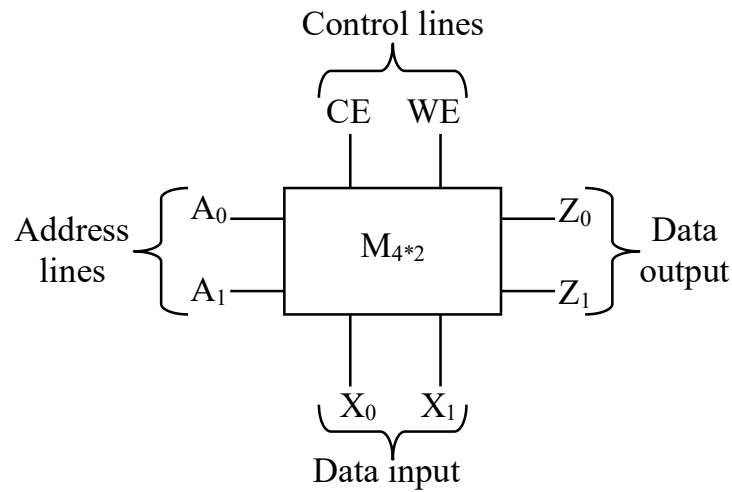 Control lines
CE WE
A₀
Address
lines
A₁
M₄*₂
Z₀
Z₁
Data
output
X₀ X₁
Data input